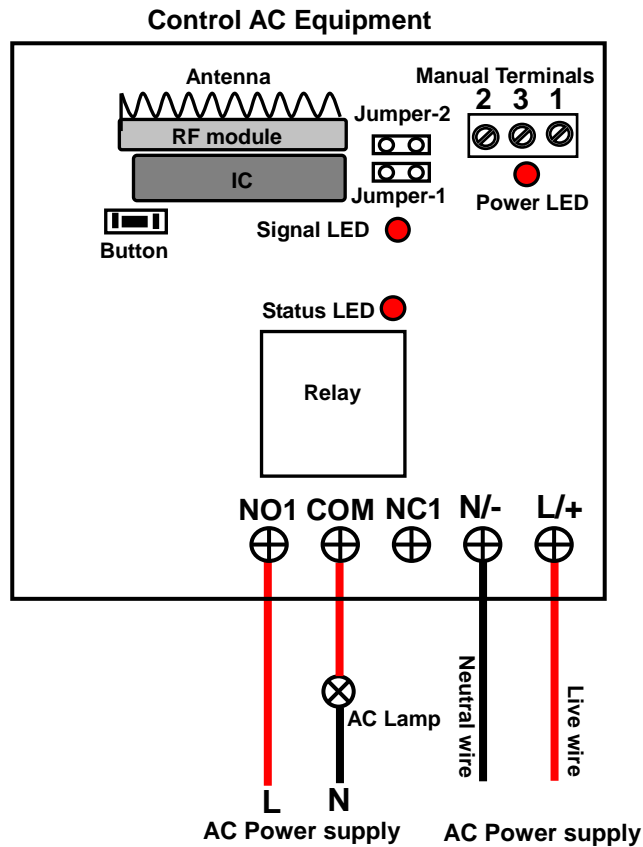 Control AC Equipment
Antenna
Manual Terminals
2 3 1
Jumper-2
RF module
IC
Jumper-1
Power LED
Button
Signal LED
Status LED
Relay
NO1 COM NC1 N/- L/+
Neutral wire
Live wire
AC Lamp
L N
AC Power supply
AC Power supply